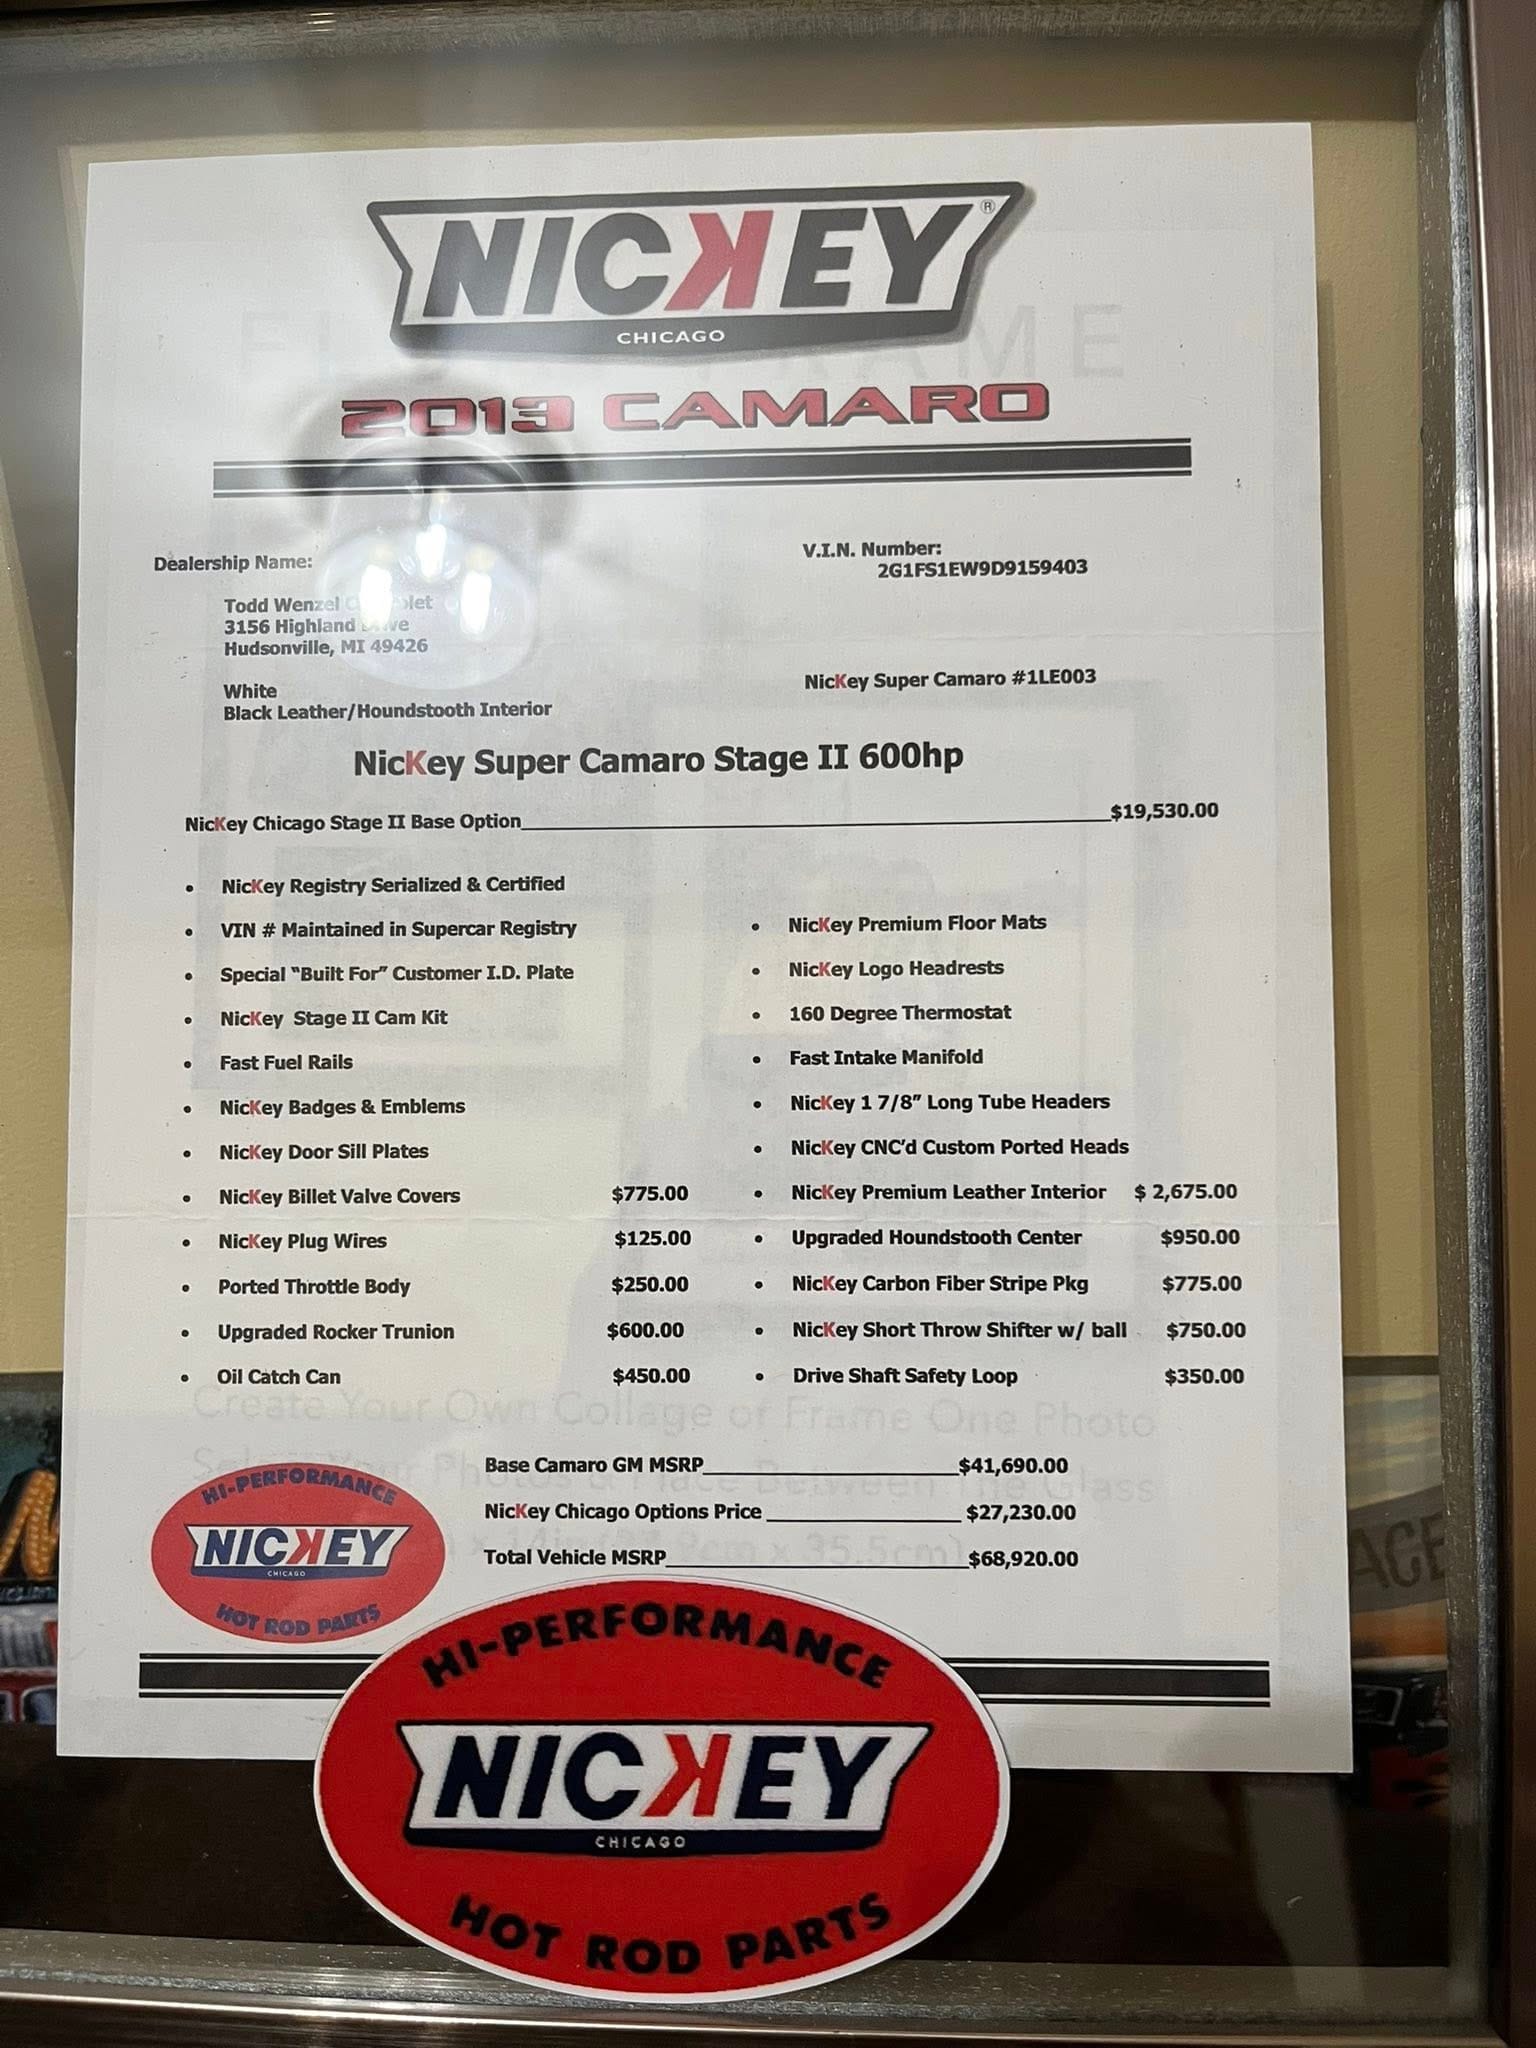 NICKEY®
CHICAGO
2013 CAMARO
Dealership Name:
Todd Wenzel
3156 Highland
Hudsonville, MI 49426
White
Black Leather/Houndstooth Interior
V.I.N. Number:
2G1FS1EW9D9159403
NicKey Super Camaro #1LE003
NicKey Super Camaro Stage II 600hp
NicKey Chicago Stage II Base Option $19,530.00
• NicKey Registry Serialized & Certified
• VIN # Maintained in Supercar Registry
• Special “Built For” Customer I.D. Plate
• NicKey Stage II Cam Kit
• Fast Fuel Rails
• NicKey Badges & Emblems
• NicKey Door Sill Plates
• NicKey Billet Valve Covers $775.00
• NicKey Plug Wires $125.00
• Ported Throttle Body $250.00
• Upgraded Rocker Trunion $600.00
• Oil Catch Can $450.00
• NicKey Premium Floor Mats
• NicKey Logo Headrests
• 160 Degree Thermostat
• Fast Intake Manifold
• NicKey 1 7/8” Long Tube Headers
• NicKey CNC’d Custom Ported Heads
• NicKey Premium Leather Interior $ 2,675.00
• Upgraded Houndstooth Center $950.00
• NicKey Carbon Fiber Stripe Pkg $775.00
• NicKey Short Throw Shifter w/ ball $750.00
• Drive Shaft Safety Loop $350.00
Create Your Own Collage or Frame One Photo
Your Photos & Place Between The Glass
35.5cm)
Base Camaro GM MSRP $41,690.00
NicKey Chicago Options Price $27,230.00
Total Vehicle MSRP $68,920.00
HI-PERFORMANCE
NICKEY
CHICAGO
HOT ROD PARTS
HI-PERFORMANCE
NICKEY
CHICAGO
HOT ROD PARTS